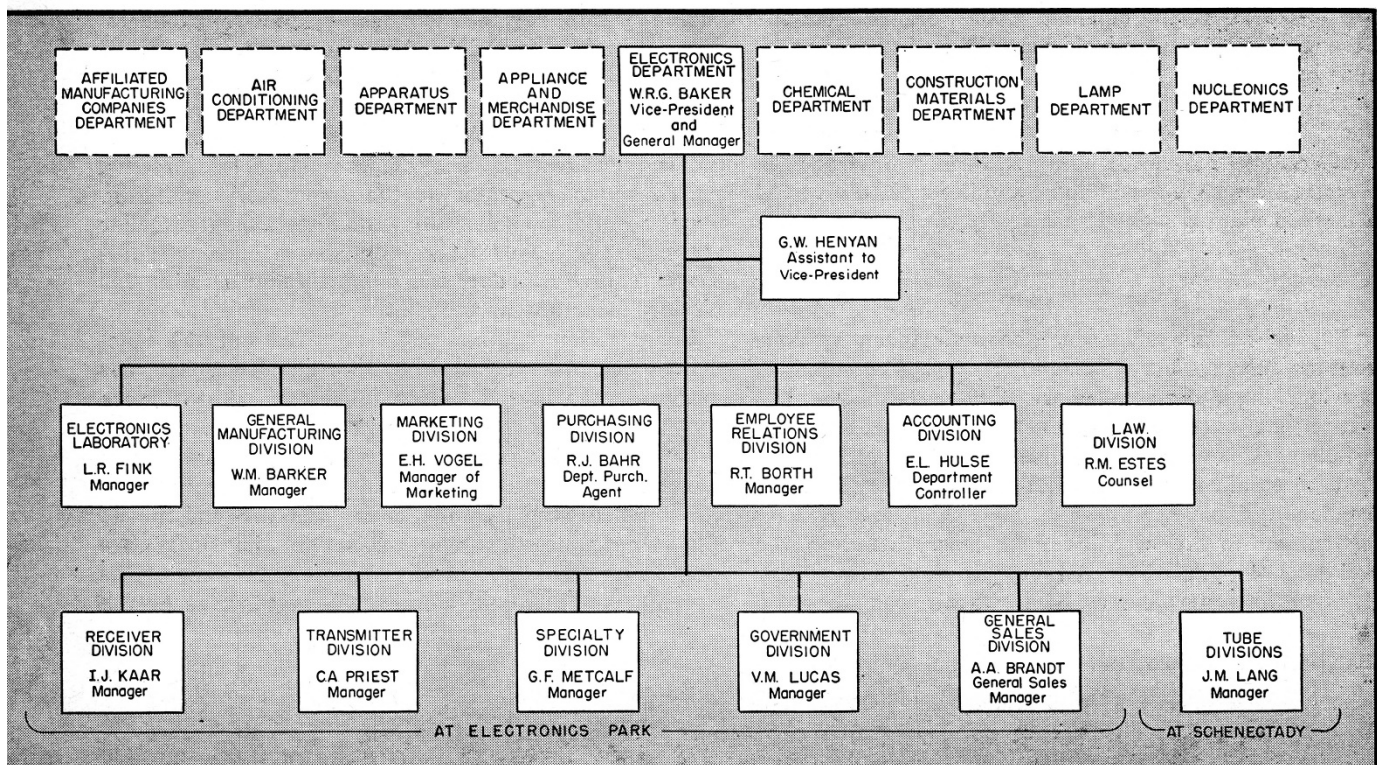 AFFILIATED
MANUFACTURING
COMPANIES
DEPARTMENT
AIR
CONDITIONING
DEPARTMENT
APPARATUS
DEPARTMENT
APPLIANCE
AND
MERCHANDISE
DEPARTMENT
ELECTRONICS
DEPARTMENT
W.R.G. BAKER
Vice-President
and
General Manager
CHEMICAL
DEPARTMENT
CONSTRUCTION
MATERIALS
DEPARTMENT
LAMP
DEPARTMENT
NUCLEONICS
DEPARTMENT
G.W. HENYAN
Assistant to
Vice-President
ELECTRONICS
LABORATORY
L.R. FINK
Manager
GENERAL
MANUFACTURING
DIVISION
W.M. BARKER
Manager
MARKETING
DIVISION
E.H. VOGEL
Manager of
Marketing
PURCHASING
DIVISION
R.J. BAHR
Dept. Purch.
Agent
EMPLOYEE
RELATIONS
DIVISION
R.T. BORTH
Manager
ACCOUNTING
DIVISION
E.L. HULSE
Department
Controller
LAW.
DIVISION
R.M. ESTES
Counsel
RECEIVER
DIVISION
I.J. KAAR
Manager
TRANSMITTER
DIVISION
C.A PRIEST
Manager
SPECIALTY
DIVISION
G.F. METCALF
Manager
GOVERNMENT
DIVISION
V.M. LUCAS
Manager
GENERAL
SALES
DIVISION
A.A. BRANDT
General Sales
Manager
TUBE
DIVISIONS
J.M. LANG
Manager
AT ELECTRONICS PARK
AT SCHENECTADY